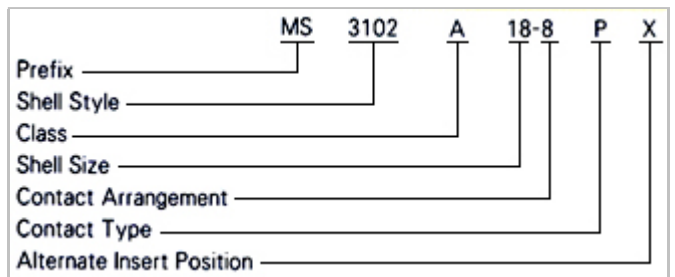 MS 3102 A 18-8 P X
Prefix
Shell Style
Class
Shell Size
Contact Arrangement
Contact Type
Alternate Insert Position